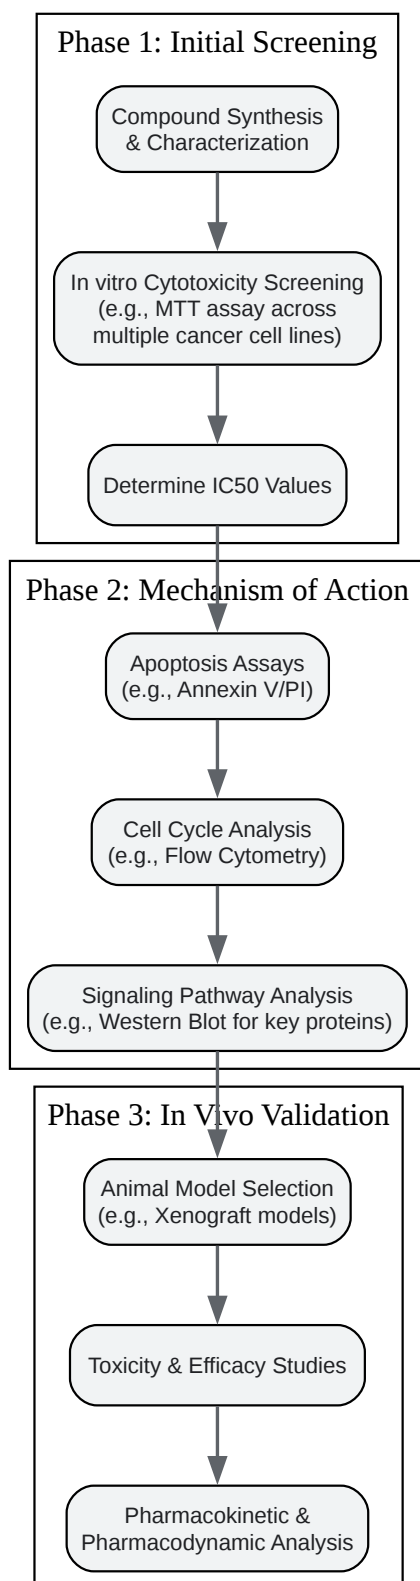 Phase 1: Initial Screening
Compound Synthesis
& Characterization
In vitro Cytotoxicity Screening
(e.g., MTT assay across
multiple cancer cell lines)
Determine IC50 Values
Phase 2: Mechanism of Action
Apoptosis Assays
(e.g., Annexin V/PI)
Cell Cycle Analysis
(e.g., Flow Cytometry)
Signaling Pathway Analysis
(e.g., Western Blot for key proteins)
Phase 3: In Vivo Validation
Animal Model Selection
(e.g., Xenograft models)
Toxicity & Efficacy Studies
Pharmacokinetic &
Pharmacodynamic Analysis